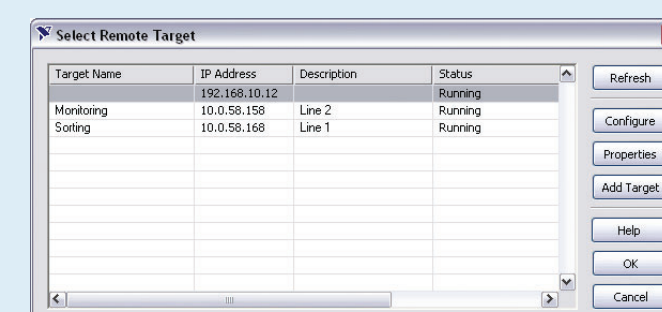 Select Remote Target
Target Name IP Address Description Status
192.168.10.12 Running
Monitoring 10.0.58.158 Line 2 Running
Sorting 10.0.58.168 Line 1 Running
Refresh
Configure
Properties
Add Target
Help
OK
Cancel